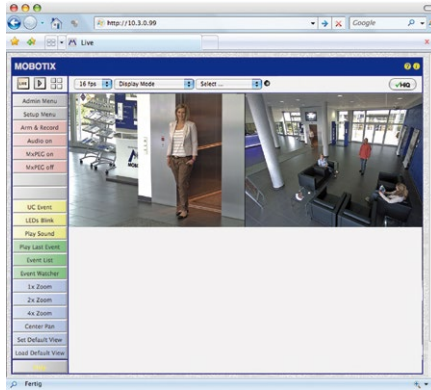 http://10.3.0.99
Google
Live
MOBOTIX
Live
16 fps
Display Mode
Select ...
HQ
Admin Menu
Setup Menu
Arm & Record
Audio on
MxPEG on
MxPEG off
UC Event
LEDs Blink
Play Sound
Play Last Event
Event List
Event Watcher
1x Zoom
2x Zoom
4x Zoom
Center Pan
Set Default View
Load Default View
Fertig